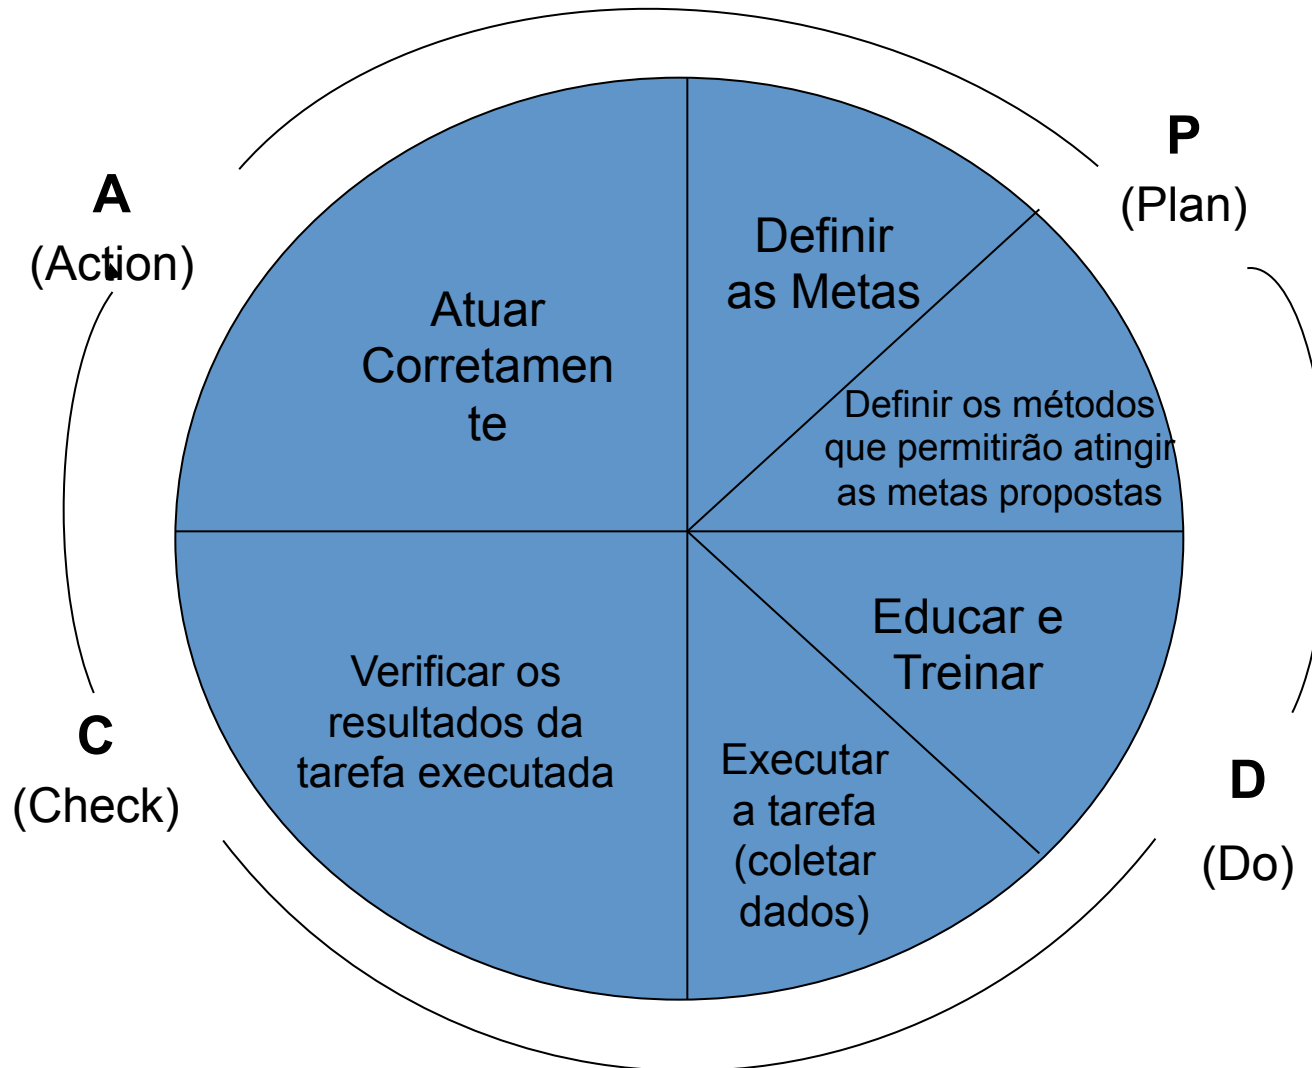 P
(Plan)
A
(Action)
Definir
as Metas
Atuar
Corretamen
te
Definir os métodos
que permitirão atingir
as metas propostas
Educar e
Treinar
Verificar os
resultados da
tarefa executada
Executar
a tarefa
(coletar
dados)
C
(Check)
D
(Do)